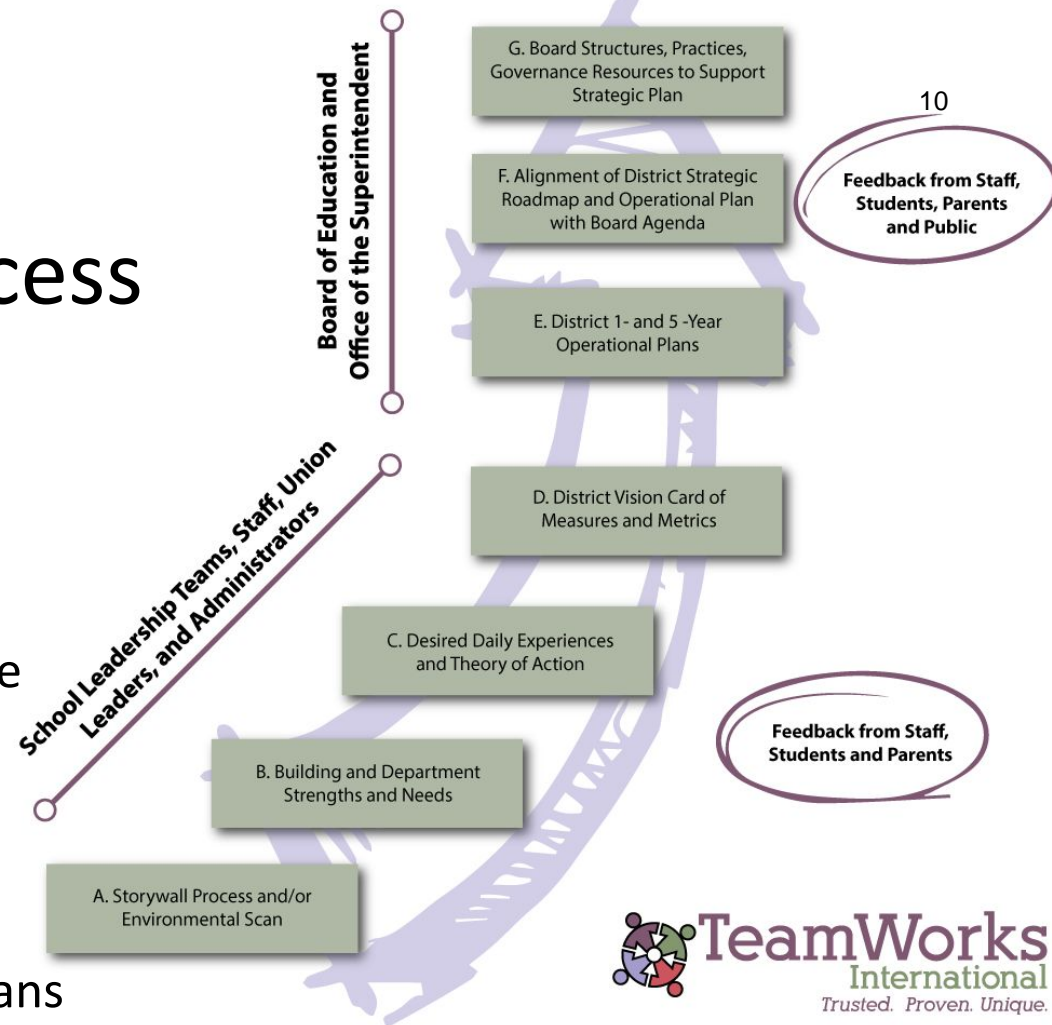 10
G. Board Structures, Practices,
Governance Resources to Support
Strategic Plan
Board of Education and
Office of the Superintendent
F. Alignment of District Strategic
Roadmap and Operational Plan
with Board Agenda
Feedback from Staff,
Students, Parents
and Public
cess
E. District 1- and 5 -Year
Operational Plans
School Leadership Teams, Staff, Union
Leaders, and Administrators
D. District Vision Card of
Measures and Metrics
C. Desired Daily Experiences
and Theory of Action
e
Feedback from Staff,
Students and Parents
B. Building and Department
Strengths and Needs
A. Storywall Process and/or
Environmental Scan
ans
TeamWorks
International
Trusted. Proven. Unique.